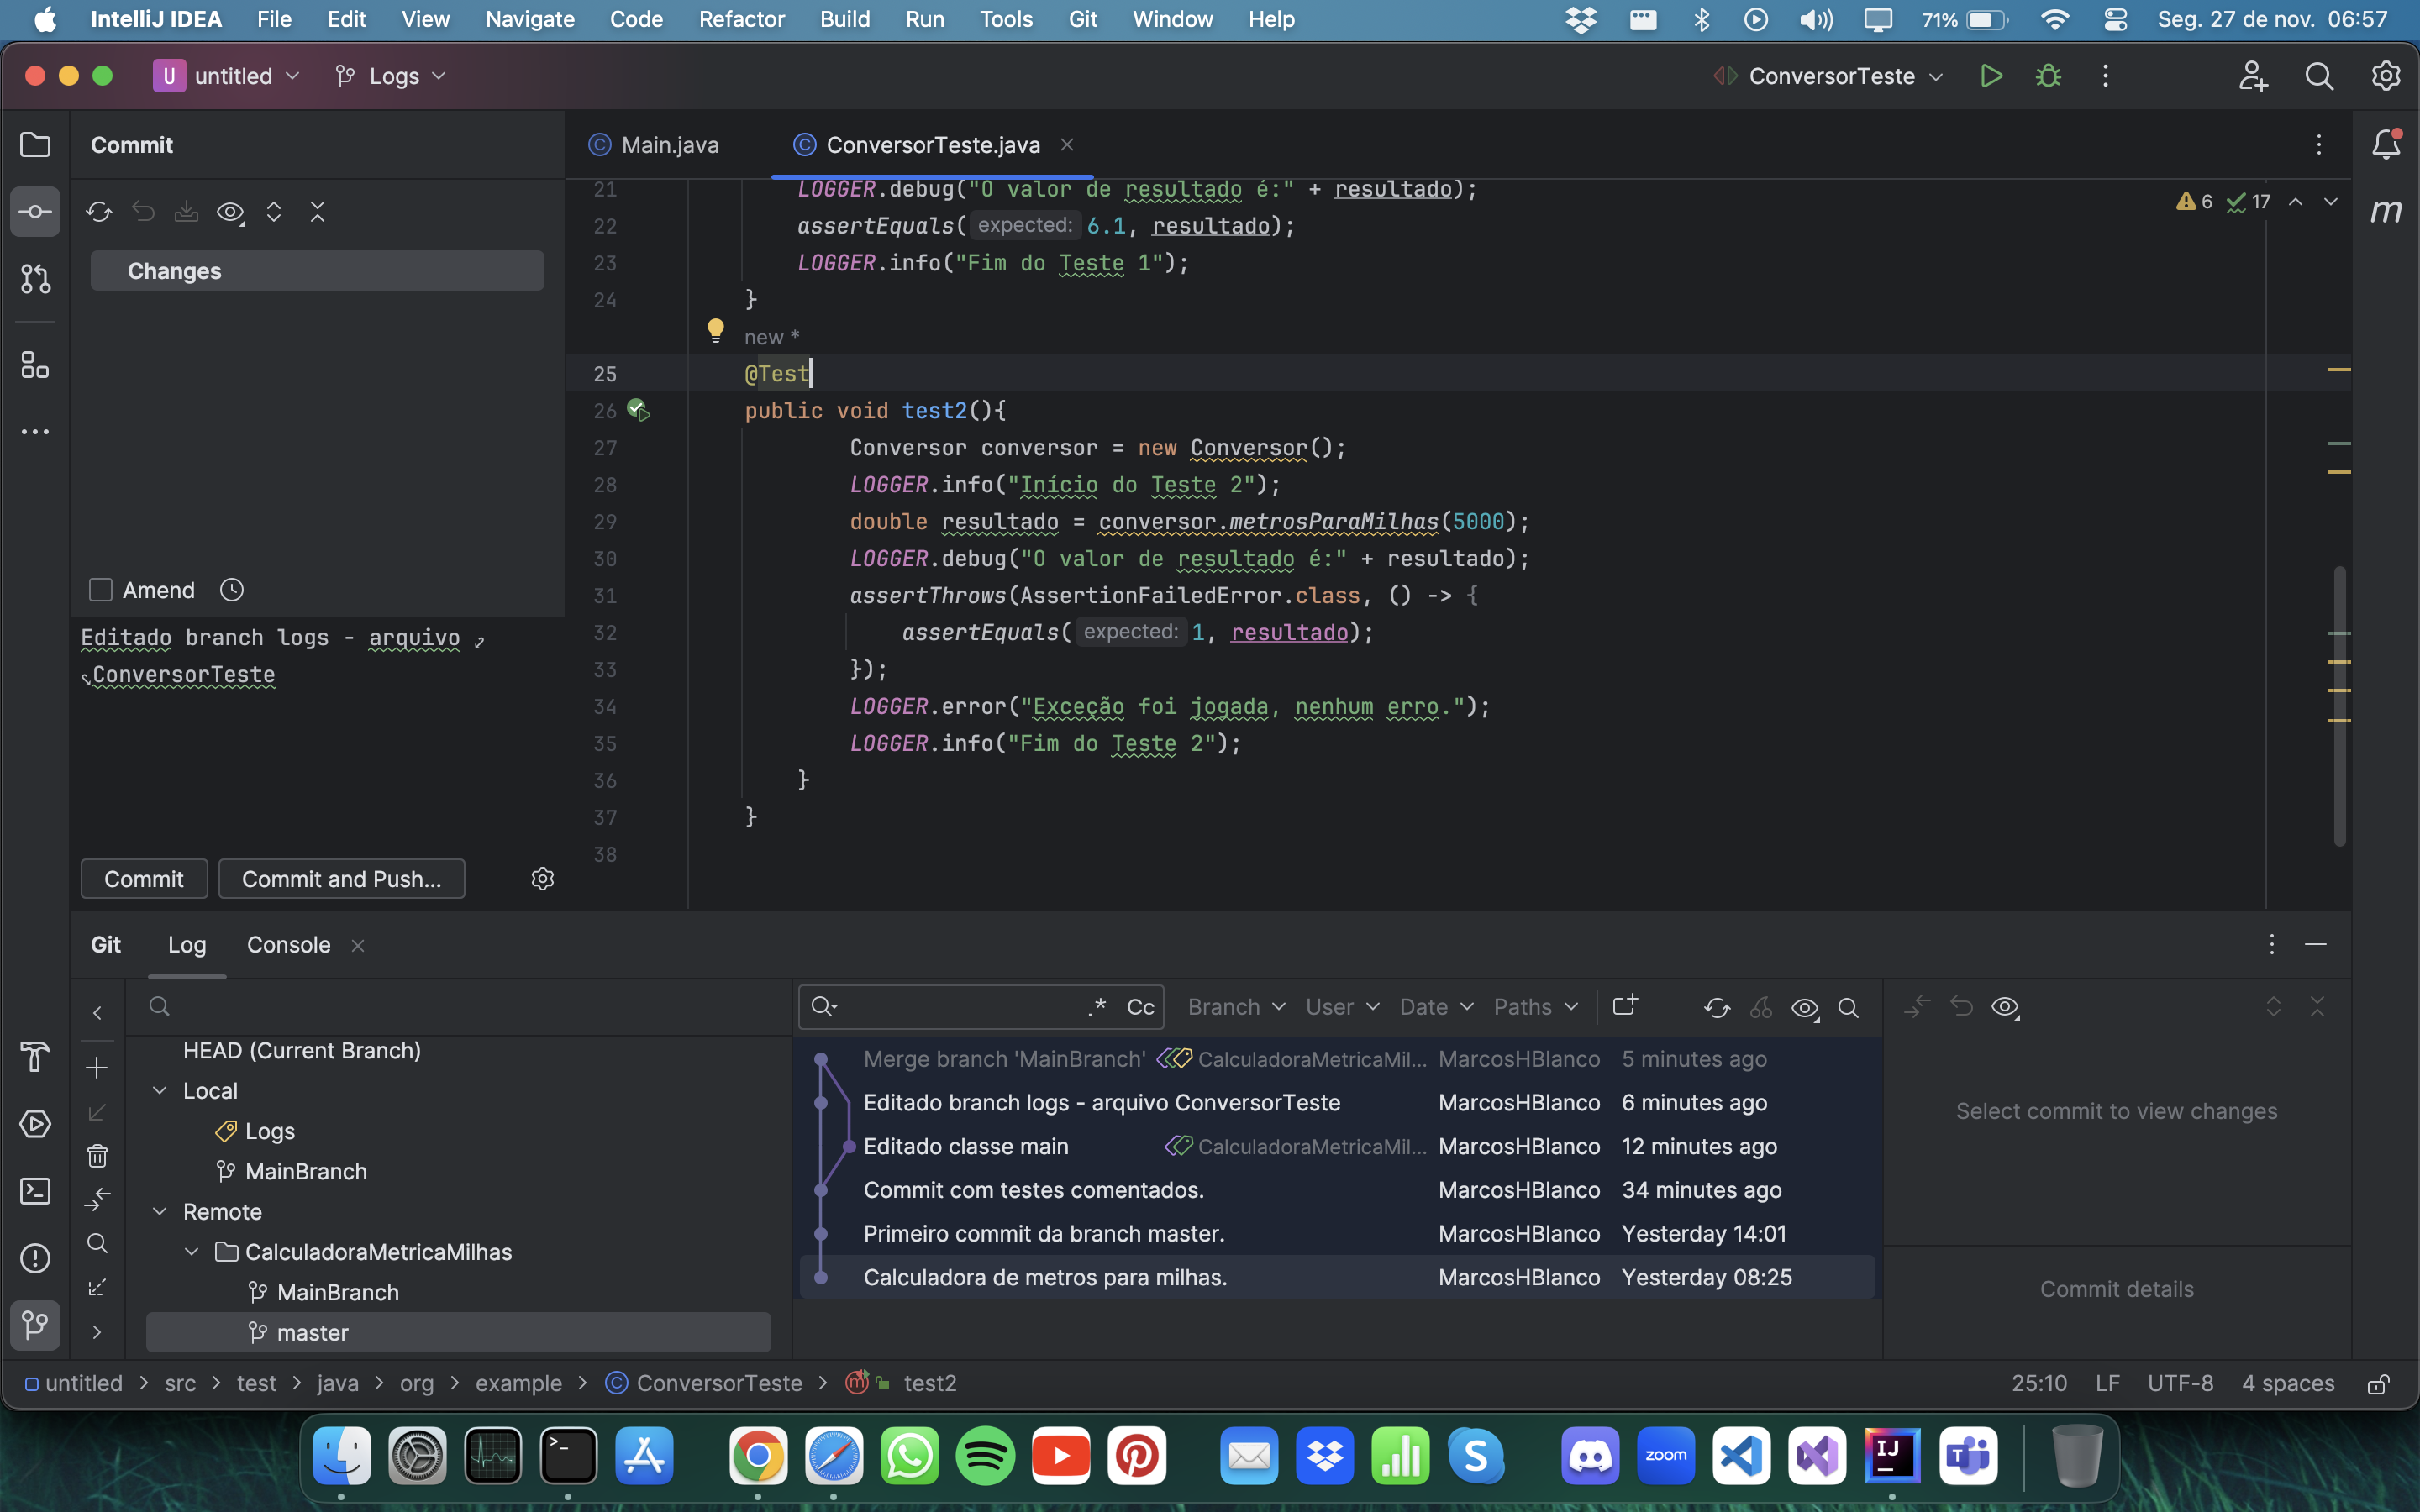 IntelliJ IDEA File Edit View Navigate Code Refactor Build Run Tools Git Window Help 71% Seg. 27 de nov. 06:57
U untitled Logs ConversorTeste
Commit
Main.java ConversorTeste.java
Changes
6 17
m
21 LOGGER.debug("O valor de resultado é:" + resultado);
22 assertEquals( expected: 6.1, resultado);
23 LOGGER.info("Fim do Teste 1");
24 }
new *
25 @Test
26 public void test2(){
27 Conversor conversor = new Conversor();
28 LOGGER.info("Início do Teste 2");
29 double resultado = conversor.metrosParaMilhas(5000);
30 LOGGER.debug("O valor de resultado é:" + resultado);
31 assertThrows(AssertionFailedError.class, () -> {
32 assertEquals( expected: 1, resultado);
33 });
34 LOGGER.error("Exceção foi jogada, nenhum erro.");
35 LOGGER.info("Fim do Teste 2");
36 }
37 }
38
Amend
Editado branch logs - arquivo
ConversorTeste
Commit Commit and Push...
Git Log Console
HEAD (Current Branch)
Local
Logs
MainBranch
Remote
CalculadoraMetricaMilhas
MainBranch
master
.* Cc Branch User Date Paths
Merge branch 'MainBranch' CalculadoraMetricaMil... MarcosHBlanco 5 minutes ago
Editado branch logs - arquivo ConversorTeste MarcosHBlanco 6 minutes ago
Editado classe main CalculadoraMetricaMil... MarcosHBlanco 12 minutes ago
Commit com testes comentados. MarcosHBlanco 34 minutes ago
Primeiro commit da branch master. MarcosHBlanco Yesterday 14:01
Calculadora de metros para milhas. MarcosHBlanco Yesterday 08:25
Select commit to view changes
Commit details
untitled > src > test > java > org > example > ConversorTeste > test2
25:10 LF UTF-8 4 spaces
zoom
IJ
T
S